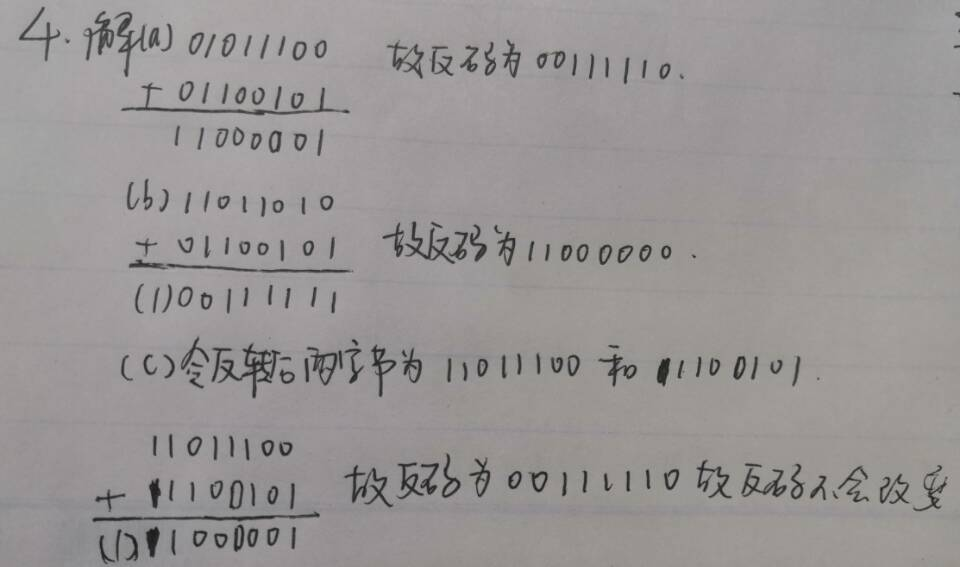 4. 解(a) 01011100 故反码为 00111110.
+ 01100101
11000001
(b) 11011010
+ 01100101 故反码为 11000000.
(1)00111111
(c) 令反转后两字节为 11011100 和 11100101.
11011100
+ 11100101 故反码为 00111110 故反码不会改变
(1)11000001